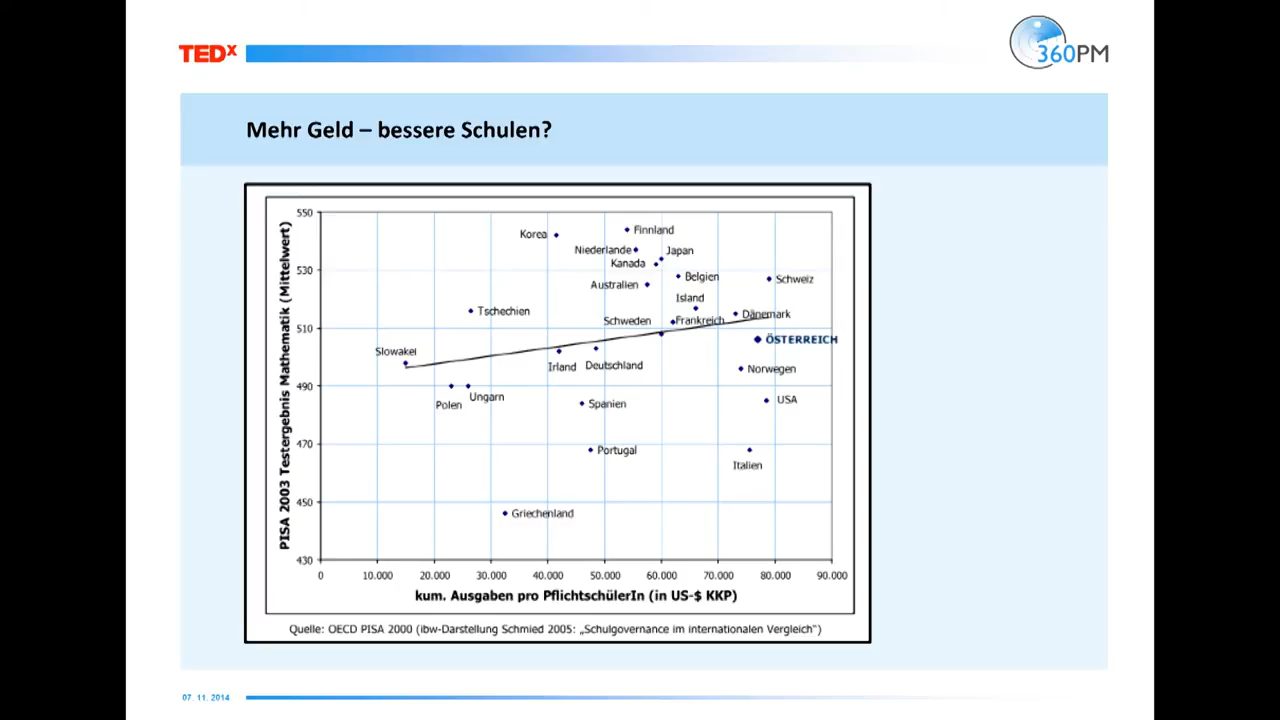 TEDx
360PM
Mehr Geld – bessere Schulen?
PISA 2003 Testergebnis Mathematik (Mittelwert)
550
530
510
490
470
450
430
Korea
Finnland
Niederlande
Japan
Kanada
Belgien
Schweiz
Australien
Island
Tschechien
Schweden
Frankreich
Dänemark
ÖSTERREICH
Slowakei
Irland
Deutschland
Norwegen
Polen
Ungarn
Spanien
USA
Portugal
Italien
Griechenland
0 10.000 20.000 30.000 40.000 50.000 60.000 70.000 80.000 90.000
kum. Ausgaben pro PflichtschülerIn (in US-$ KKP)
Quelle: OECD PISA 2000 (ibw-Darstellung Schmied 2005: „Schulgovernance im internationalen Vergleich“)
07. 11. 2014